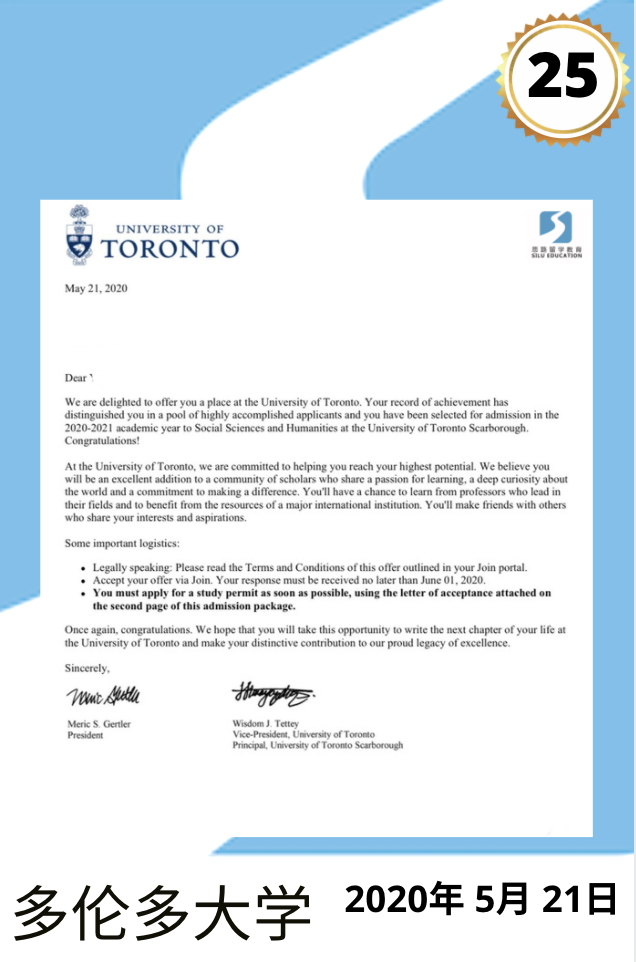 25
UNIVERSITY OF
TORONTO
思路留学教育
SILU EDUCATION
May 21, 2020
Dear
We are delighted to offer you a place at the University of Toronto. Your record of achievement has
distinguished you in a pool of highly accomplished applicants and you have been selected for admission in the
2020-2021 academic year to Social Sciences and Humanities at the University of Toronto Scarborough.
Congratulations!
At the University of Toronto, we are committed to helping you reach your highest potential. We believe you
will be an excellent addition to a community of scholars who share a passion for learning, a deep curiosity about
the world and a commitment to making a difference. You'll have a chance to learn from professors who lead in
their fields and to benefit from the resources of a major international institution. You'll make friends with others
who share your interests and aspirations.
Some important logistics:
• Legally speaking: Please read the Terms and Conditions of this offer outlined in your Join portal.
• Accept your offer via Join. Your response must be received no later than June 01, 2020.
• You must apply for a study permit as soon as possible, using the letter of acceptance attached on
the second page of this admission package.
Once again, congratulations. We hope that you will take this opportunity to write the next chapter of your life at
the University of Toronto and make your distinctive contribution to our proud legacy of excellence.
Sincerely,
Meric S. Gertler
President
Wisdom J. Tettey
Vice-President, University of Toronto
Principal, University of Toronto Scarborough
多伦多大学
2020年 5月 21日